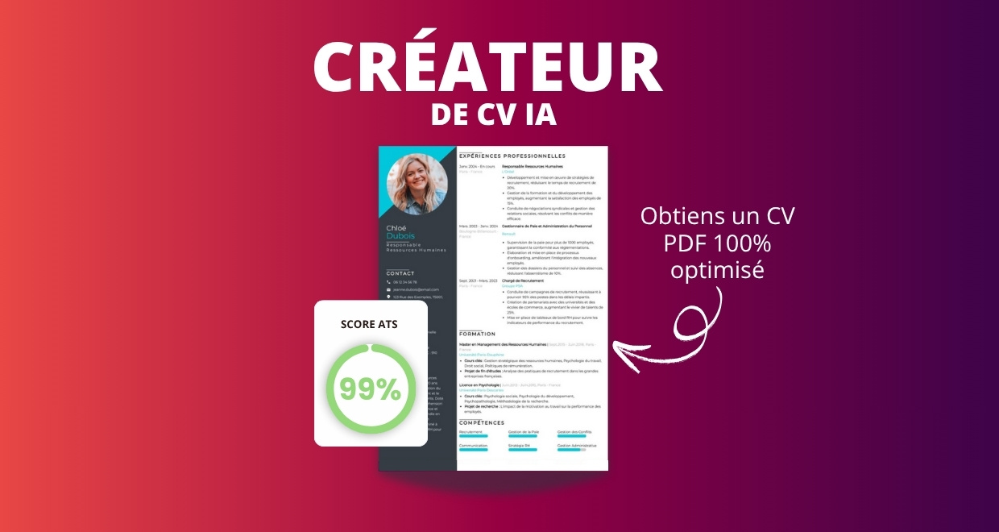 CRÉATEUR
DE CV IA
Chloé
Dubois
Responsable
Ressources Humaines
CONTACT
06 12 34 56 78
jeanne.dubois@email.com
123 Rue des Exemples, 75001,
SCORE ATS
99%
EXPÉRIENCES PROFESSIONNELLES
Janv. 2024 - En cours
Paris - France
Responsable Ressources Humaines
L'Oréal
• Développement et mise en œuvre de stratégies de
recrutement, réduisant le temps de recrutement de
20%.
• Gestion de la formation et du développement des
employés, augmentant la satisfaction des employés de
15%.
• Conduite de négociations syndicales et gestion des
relations sociales, résolvant les conflits de manière
efficace.
Mars. 2023 - Janv. 2024
Boulogne-Billancourt -
France
Gestionnaire de Paie et Administration du Personnel
Renault
• Supervision de la paie pour plus de 1000 employés,
garantissant la conformité aux réglementations.
• Élaboration et mise en place de processus
d'onboarding, améliorant l'intégration des nouveaux
employés.
• Gestion des dossiers du personnel et suivi des absences,
réduisant l'absentéisme de 10%.
Sept. 2021 - Mars. 2023
Paris - France
Chargé de Recrutement
Groupe PSA
• Conduite de campagnes de recrutement, réussissant à
pourvoir 95% des postes dans les délais impartis.
• Création de partenariats avec des universités et des
écoles de commerce, augmentant le vivier de talents de
25%.
• Mise en place de tableaux de bord RH pour suivre les
indicateurs de performance du recrutement.
FORMATION
Master en Management des Ressources Humaines | Sept.2015 - Juin.2018, Paris -
France
Université Paris-Dauphine
• Cours clés : Gestion stratégique des ressources humaines, Psychologie du travail,
Droit social, Politiques de rémunération.
• Projet de fin d'études : Analyse des pratiques de recrutement dans les grandes
entreprises françaises.
Licence en Psychologie |
Université Paris Descartes
• Cours clés : Psychologie sociale, Psychologie du développement,
Psychopathologie, Méthodologie de la recherche.
• Projet de recherche : L'impact de la motivation au travail sur la performance des
employés.
COMPÉTENCES
Recrutement
Gestion de la Paie
Gestion des Conflits
Communication
Stratégie RH
Gestion Administrative
Obtiens un CV
PDF 100%
optimisé